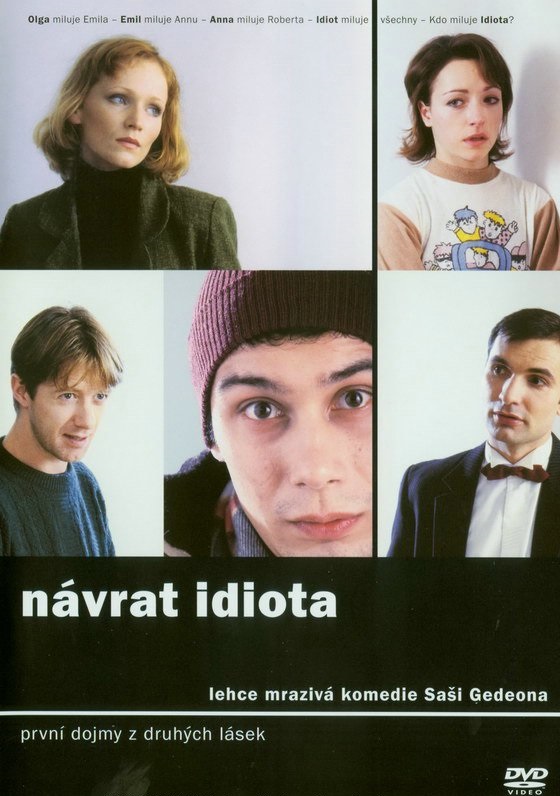 Olga miluje Emila – Emil miluje Annu – Anna miluje Roberta – Idiot miluje všechny – Kdo miluje Idiota?
návrat idiota
lehce mrazivá komedie Saši Gedeona
první dojmy z druhých lásek
DVD
VIDEO